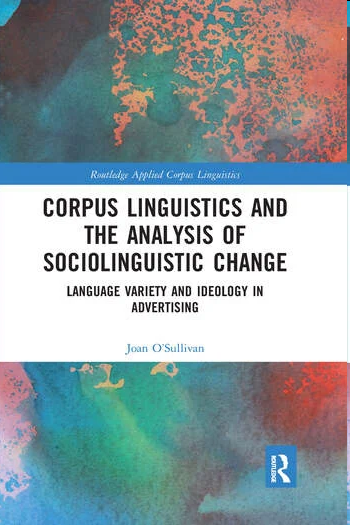 Routledge Applied Corpus Linguistics
CORPUS LINGUISTICS AND
THE ANALYSIS OF
SOCIOLINGUISTIC CHANGE
LANGUAGE VARIETY AND IDEOLOGY IN
ADVERTISING
Joan O'Sullivan
ROUTLEDGE